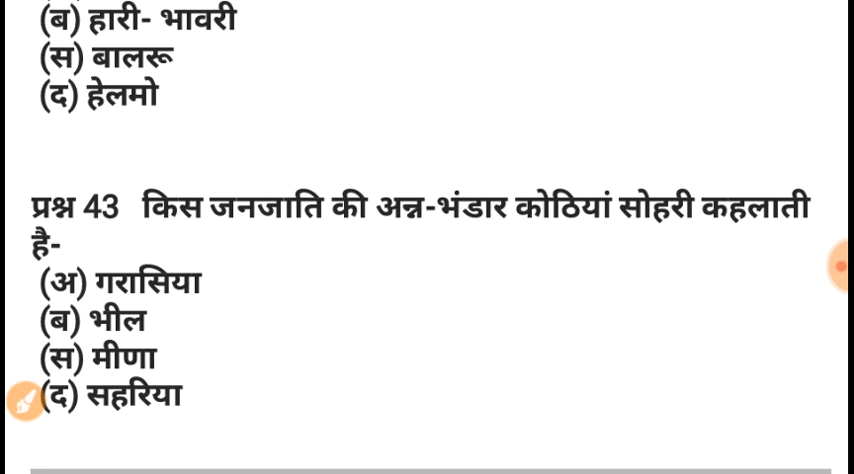 (ब) हारी- भावरी
(स) बालरू
(द) हेलमो
प्रश्न 43 किस जनजाति की अन्न-भंडार कोठियां सोहरी कहलाती
है-
(अ) गरासिया
(ब) भील
(स) मीणा
(द) सहरिया